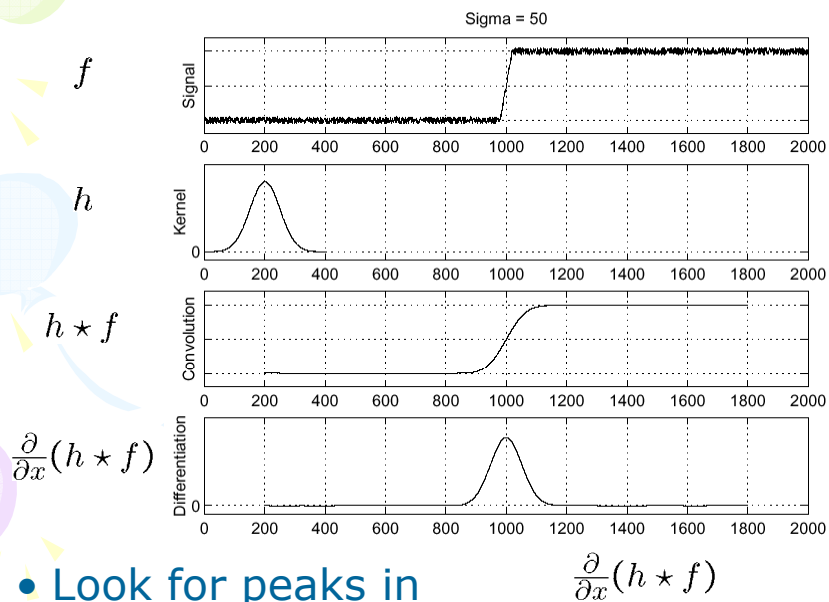 Sigma = 50
f
Signal
0 200 400 600 800 1000 1200 1400 1600 1800 2000
h
Kernel
0
0 200 400 600 800 1000 1200 1400 1600 1800 2000
h ⋆ f
Convolution
0 200 400 600 800 1000 1200 1400 1600 1800 2000
∂/∂x (h ⋆ f)
Differentiation
0
0 200 400 600 800 1000 1200 1400 1600 1800 2000
• Look for peaks in ∂/∂x (h ⋆ f)